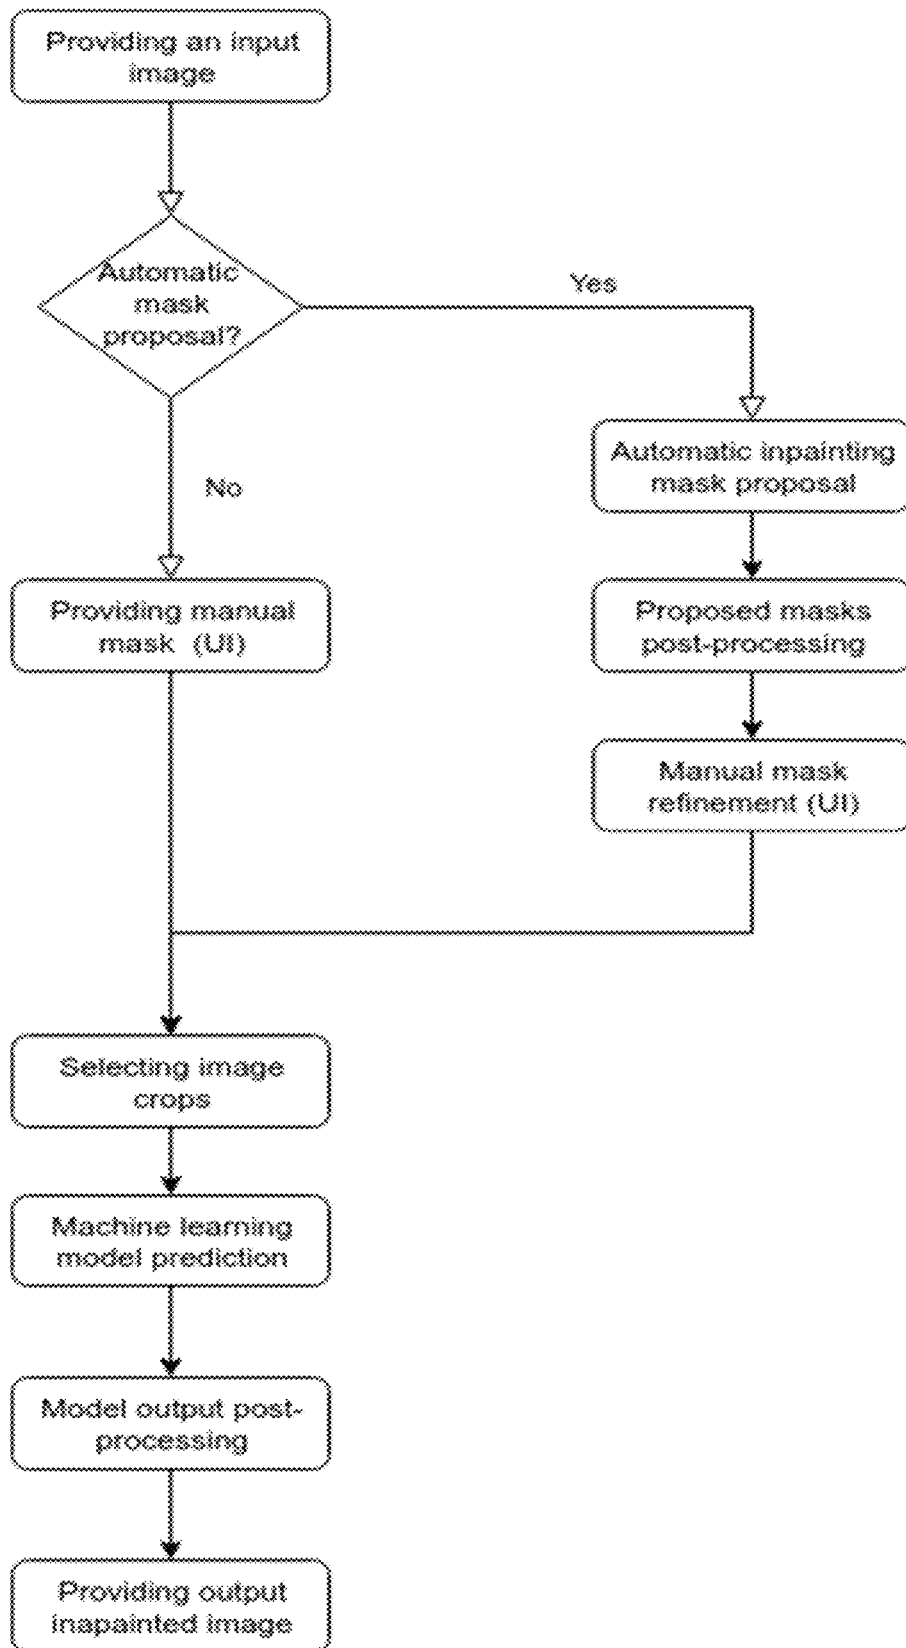 Providing an input
image
Automatic
mask
proposal?
Yes
No
Automatic inpainting
mask proposal
Providing manual
mask (UI)
Proposed masks
post-processing
Manual mask
refinement (UI)
Selecting image
crops
Machine learning
model prediction
Model output post-
processing
Providing output
inapainted image